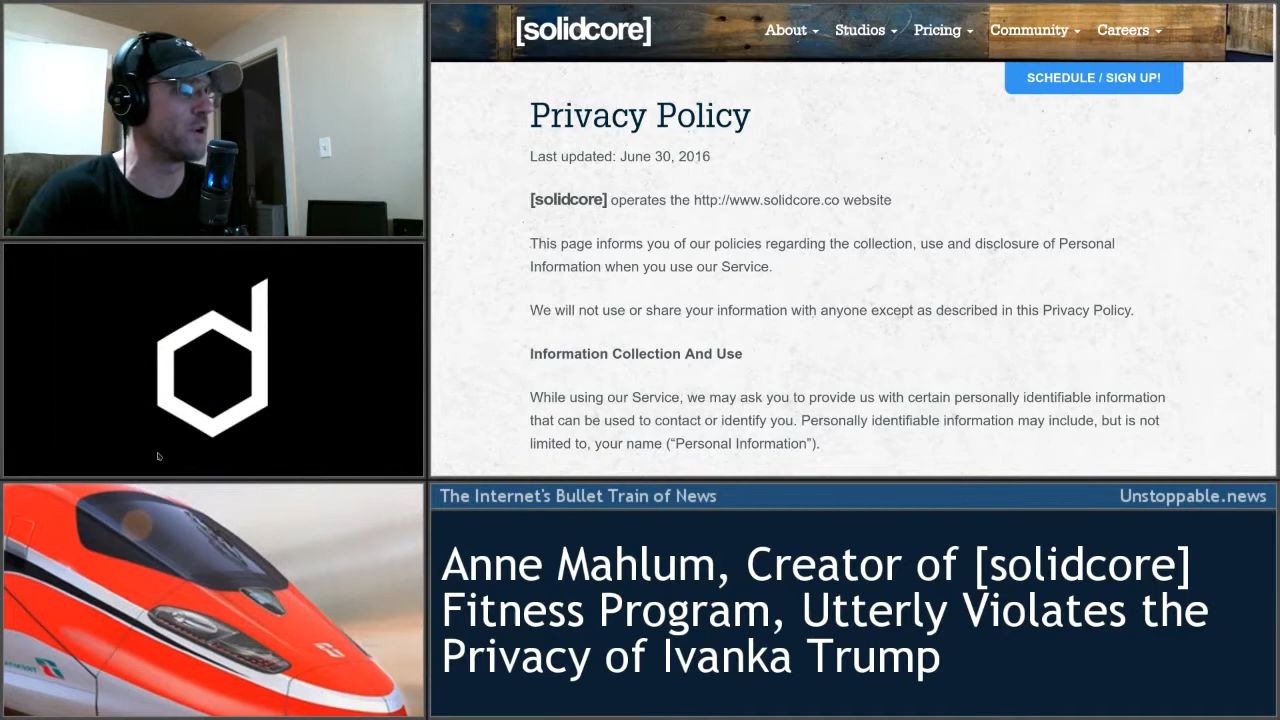 [solidcore]
About Studios Pricing Community Careers
SCHEDULE / SIGN UP!
Privacy Policy
Last updated: June 30, 2016
[solidcore] operates the http://www.solidcore.co website
This page informs you of our policies regarding the collection, use and disclosure of Personal
Information when you use our Service.
We will not use or share your information with anyone except as described in this Privacy Policy.
Information Collection And Use
While using our Service, we may ask you to provide us with certain personally identifiable information
that can be used to contact or identify you. Personally identifiable information may include, but is not
limited to, your name (“Personal Information”).
The Internet's Bullet Train of News
Unstoppable.news
Anne Mahlum, Creator of [solidcore]
Fitness Program, Utterly Violates the
Privacy of Ivanka Trump